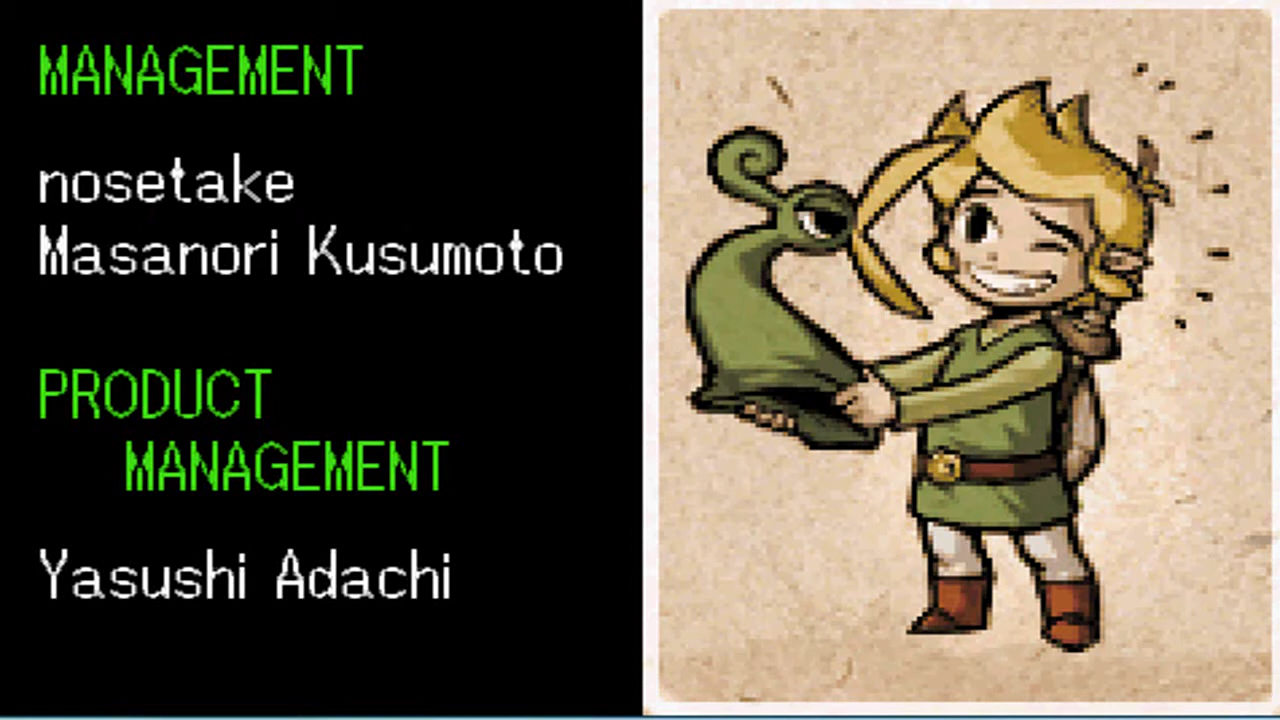 MANAGEMENT
nosetake
Masanori Kusumoto
PRODUCT
MANAGEMENT
Yasushi Adachi